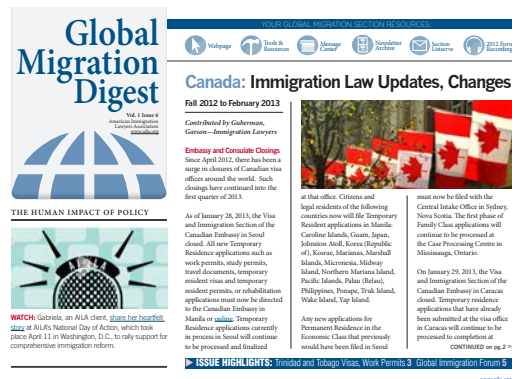 Global
Migration
Digest
Vol. 1 Issue 6
American Immigration
Lawyers Association
www.aila.org
THE HUMAN IMPACT OF POLICY
WATCH: Gabriela, an AILA client, share her heartfelt
story at AILA's National Day of Action, which took
place April 11 in Washington, D.C., to rally support for
comprehensive immigration reform.
YOUR GLOBAL MIGRATION SECTION RESOURCES:
Webpage
Tools &
Resources
Message
Center
Newsletter
Archive
Section
Listserve
2012 Forum
Recording
Canada: Immigration Law Updates, Changes
Fall 2012 to February 2013
Contributed by Guberman,
Garson—Immigration Lawyers
Embassy and Consulate Closings
Since April 2012, there has been a
surge in closures of Canadian visa
offices around the world. Such
closings have continued into the
first quarter of 2013.
As of January 28, 2013, the Visa
and Immigration Section of the
Canadian Embassy in Seoul
closed. All new Temporary
Residence applications such as
work permits, study permits,
travel documents, temporary
resident visas and temporary
resident permits, or rehabilitation
applications must now be directed
to the Canadian Embassy in
Manila or online. Temporary
Residence applications currently
in process in Seoul will continue
to be processed and finalized
at that office. Citizens and
legal residents of the following
countries now will file Temporary
Resident applications in Manila:
Caroline Islands, Guam, Japan,
Johnston Atoll, Korea (Republic
of), Kosrae, Marianas, Marshall
Islands, Micronesia, Midway
Island, Northern Mariana Island,
Pacific Islands, Palau (Belau),
Philippines, Ponape, Truk Island,
Wake Island, Yap Island.
Any new applications for
Permanent Residence in the
Economic Class that previously
would have been filed in Seoul
must now be filed with the
Central Intake Office in Sydney,
Nova Scotia. The first phase of
Family Class applications will
continue to be processed at
the Case Processing Centre in
Mississauga, Ontario.
On January 29, 2013, the Visa
and Immigration Section of the
Canadian Embassy in Caracas
closed. Temporary residence
applications that have already
been submitted at the visa office
in Caracas will continue to be
processed to completion at
CONTINUED on pg.2 >>
ISSUE HIGHLIGHTS: Trinidad and Tobago Visas, Work Permits 3 Global Immigration Forum 5